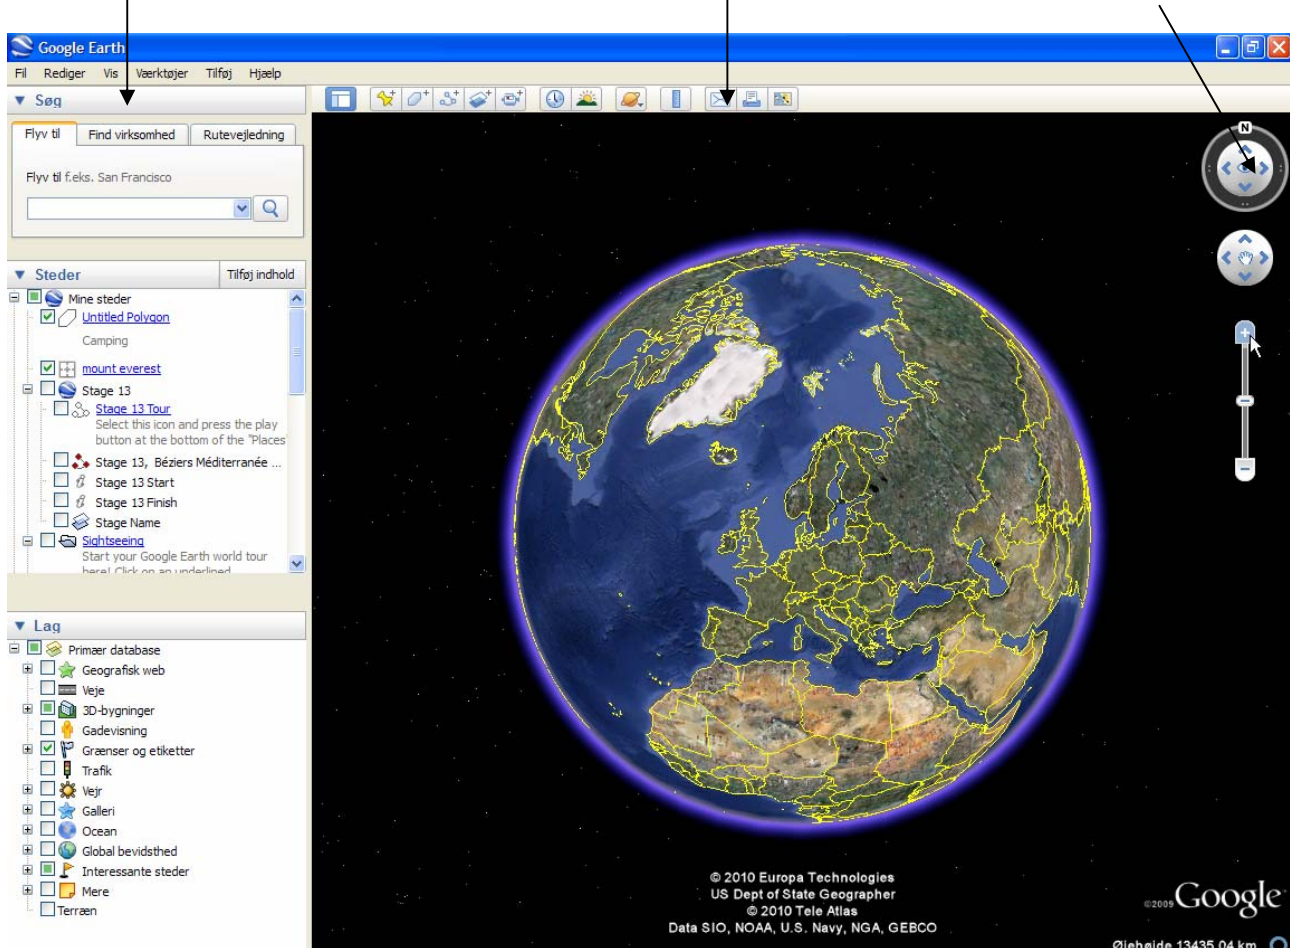 Google Earth
Fil Rediger Vis Værktøjer Tilføj Hjælp
Søg
Flyv til Find virksomhed Rutevejledning
Flyv til f.eks. San Francisco
Steder Tilføj indhold
Mine steder
Untitled Polygon
Camping
mount everest
Stage 13
Stage 13 Tour
Select this icon and press the play
button at the bottom of the "Places
Stage 13, Béziers Méditerranée ...
Stage 13 Start
Stage 13 Finish
Stage Name
Sightseeing
Start your Google Earth world tour
here! Click on an underlined
Lag
Primær database
Geografisk web
Veje
3D-bygninger
Gadevisning
Grænser og etiketter
Trafik
Vejr
Galleri
Ocean
Global bevidsthed
Interessante steder
Mere
Terræn
N
© 2010 Europa Technologies
US Dept of State Geographer
© 2010 Tele Atlas
Data SIO, NOAA, U.S. Navy, NGA, GEBCO
©2009 Google
Øjehøjde 13435.04 km